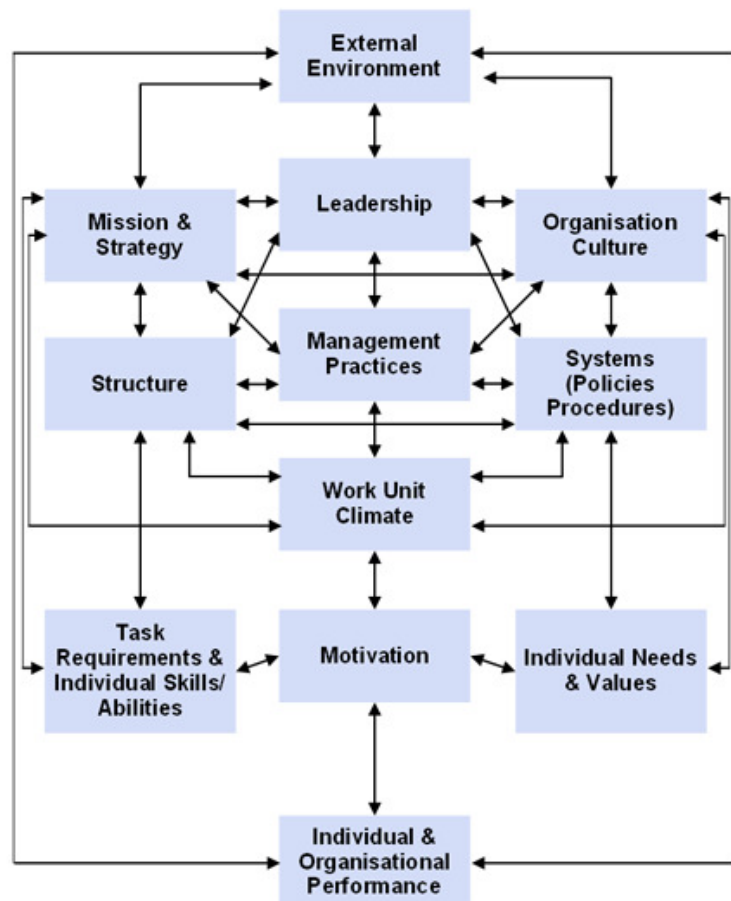 External
Environment
Leadership
Mission &
Strategy
Organisation
Culture
Management
Practices
Structure
Systems
(Policies
Procedures)
Work Unit
Climate
Task
Requirements &
Individual Skills/
Abilities
Motivation
Individual Needs
& Values
Individual &
Organisational
Performance